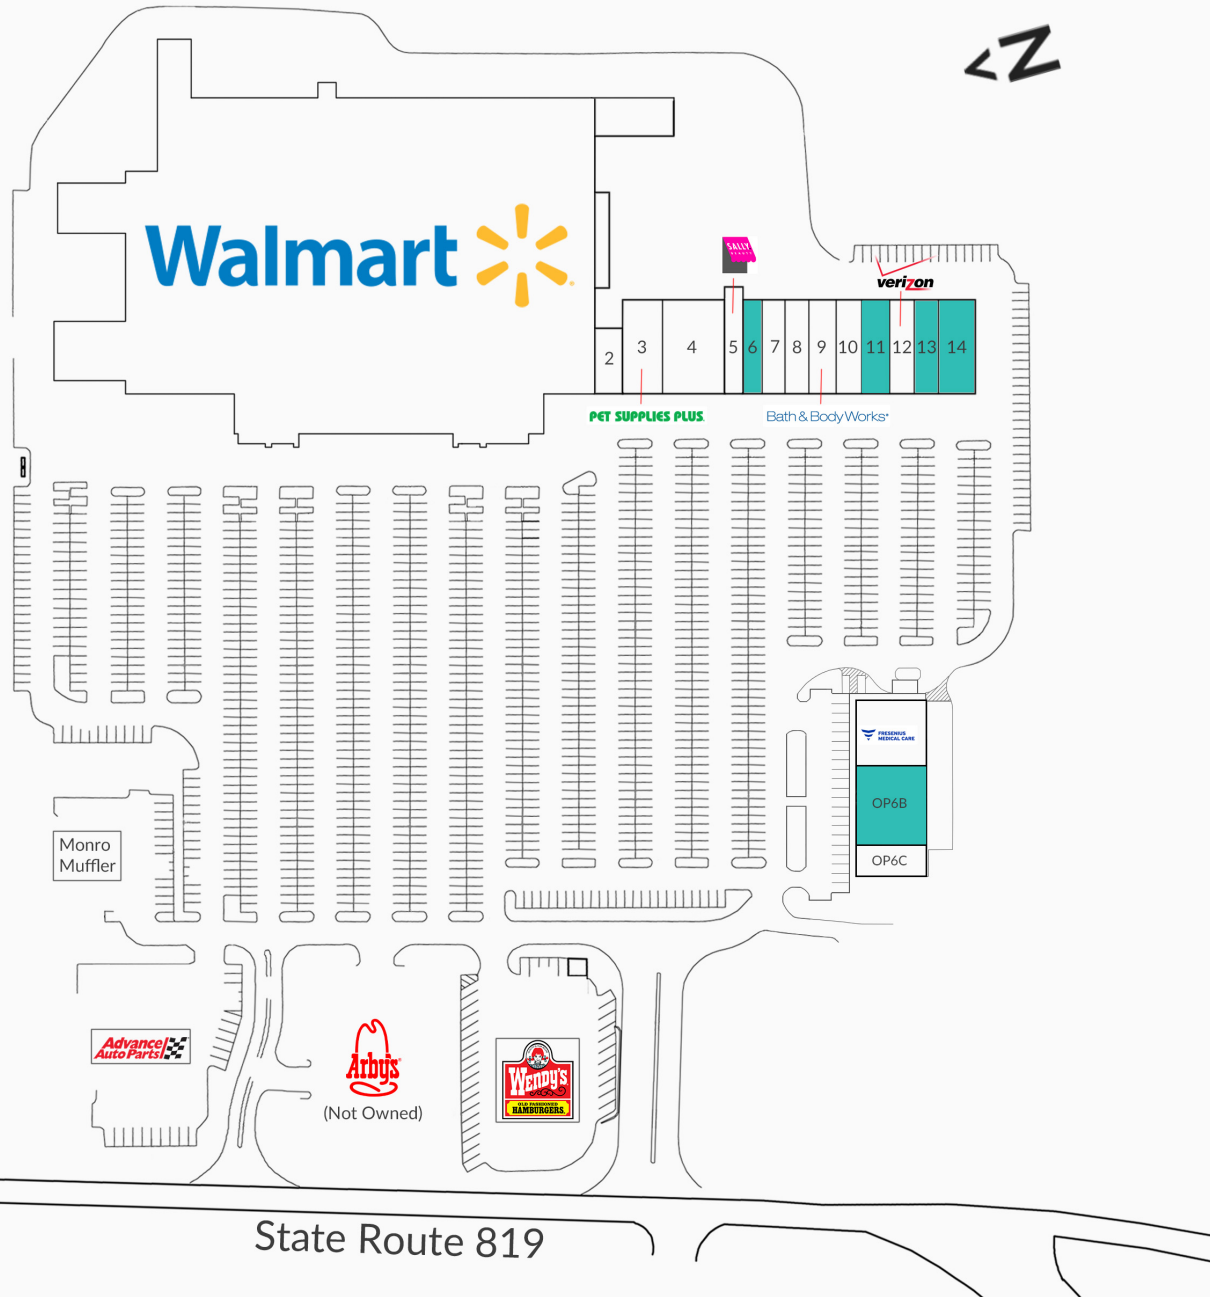 <N
Walmart
SALLY
BEAUTY
verizon
2
3
4
5
6
7
8
9
10
11
12
13
14
PET SUPPLIES PLUS.
Bath & Body Works®
FRESENIUS
MEDICAL CARE
OP6B
OP6C
Monro
Muffler
Advance
Auto Parts
Arby's
(Not Owned)
Wendy's
OLD FASHIONED
HAMBURGERS.
State Route 819